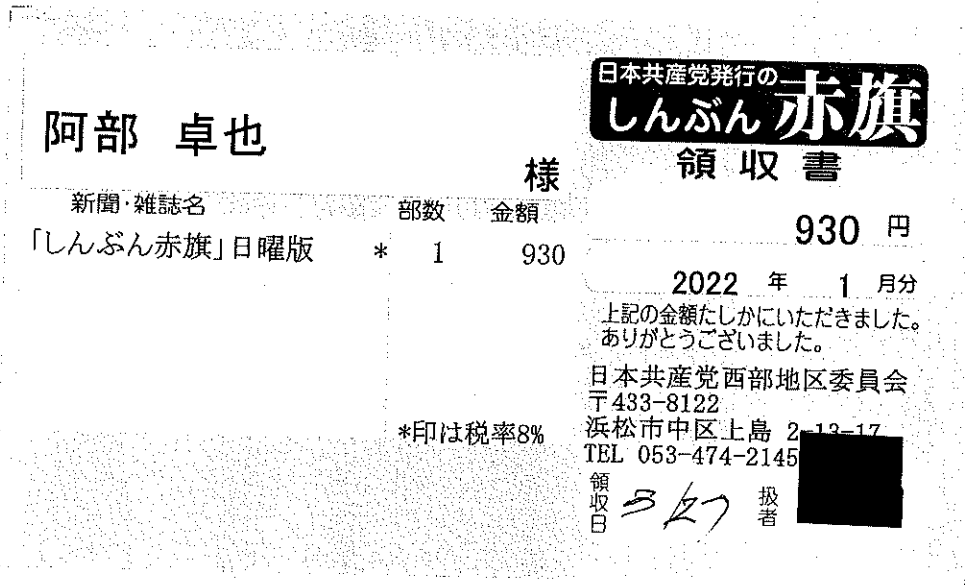 阿部 卓也
様
新聞・雑誌名 部数 金額
「しんぶん赤旗」日曜版 * 1 930
*印は税率8%
日本共産党発行の
しんぶん赤旗
領収書
930 円
2022 年 1 月分
上記の金額たしかにいただきました。
ありがとうございました。
日本共産党西部地区委員会
〒433-8122
浜松市中区上島 2-13-17
TEL 053-474-2145
領収日 3/27 扱者